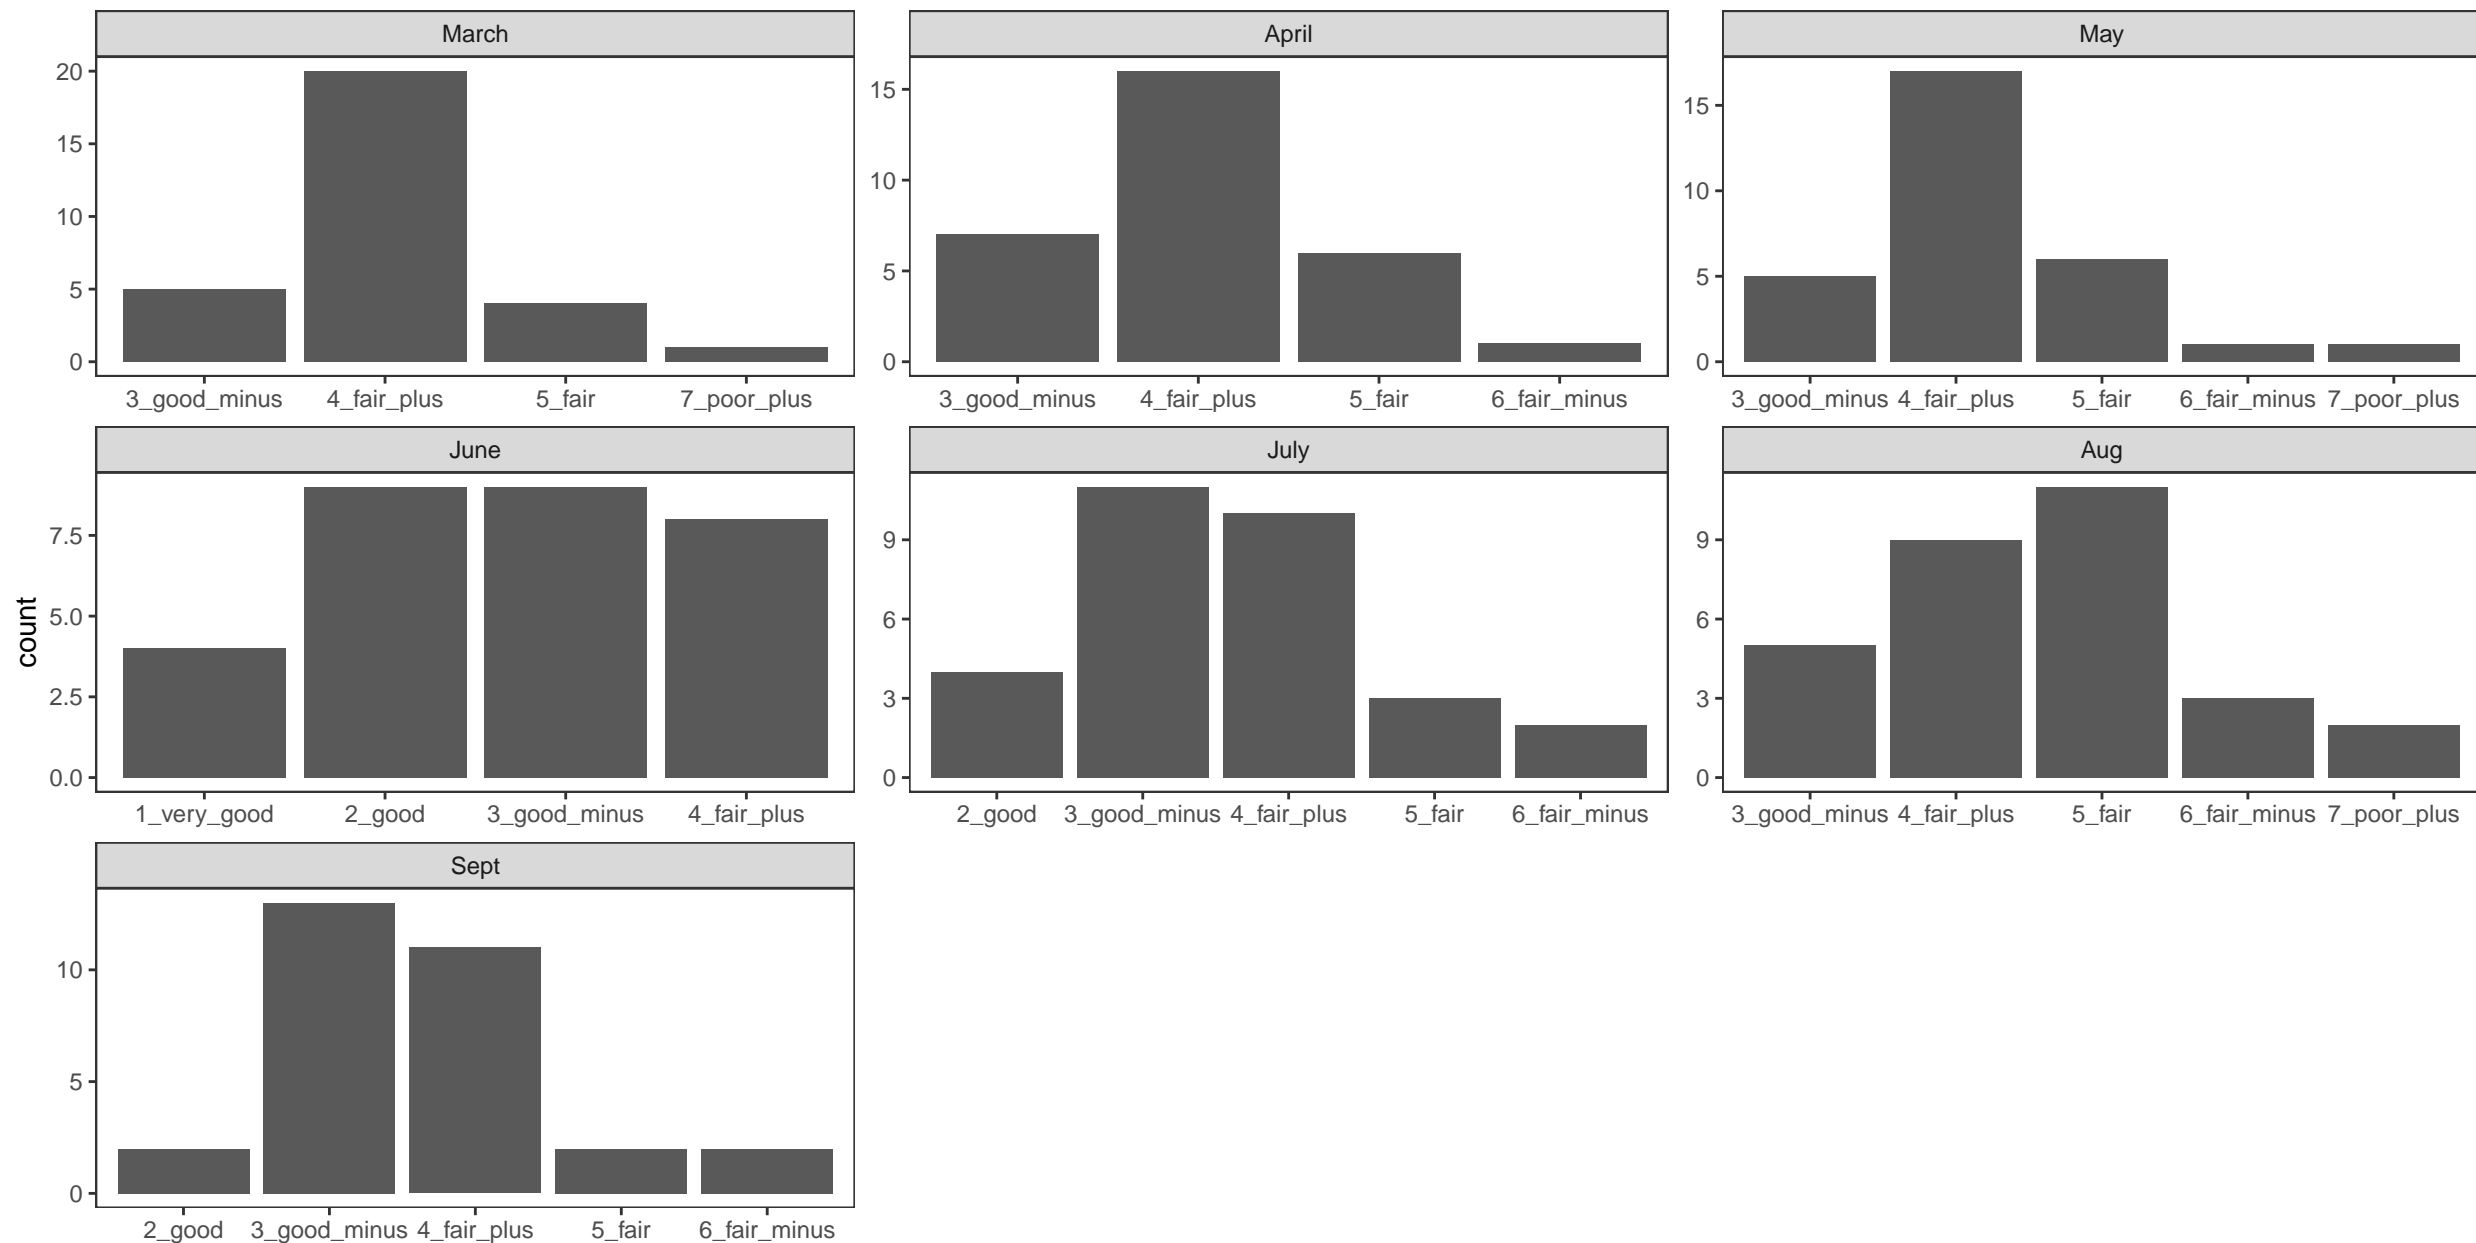 March
April
May
20
15
10
5
0
15
10
5
0
15
10
5
0
3_good_minus 4_fair_plus 5_fair 7_poor_plus
3_good_minus 4_fair_plus 5_fair 6_fair_minus
3_good_minus 4_fair_plus 5_fair 6_fair_minus 7_poor_plus
June
July
Aug
count
7.5
5.0
2.5
0.0
9
6
3
0
9
6
3
0
1_very_good 2_good 3_good_minus 4_fair_plus
2_good 3_good_minus 4_fair_plus 5_fair 6_fair_minus
3_good_minus 4_fair_plus 5_fair 6_fair_minus 7_poor_plus
Sept
10
5
0
2_good 3_good_minus 4_fair_plus 5_fair 6_fair_minus